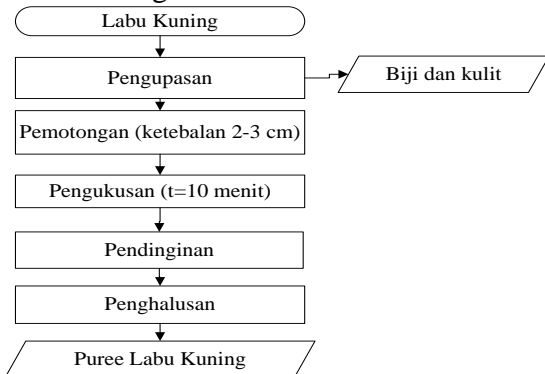 Labu Kuning
Pengupasan
Biji dan kulit
Pemotongan (ketebalan 2-3 cm)
Pengukusan (t=10 menit)
Pendinginan
Penghalusan
Puree Labu Kuning